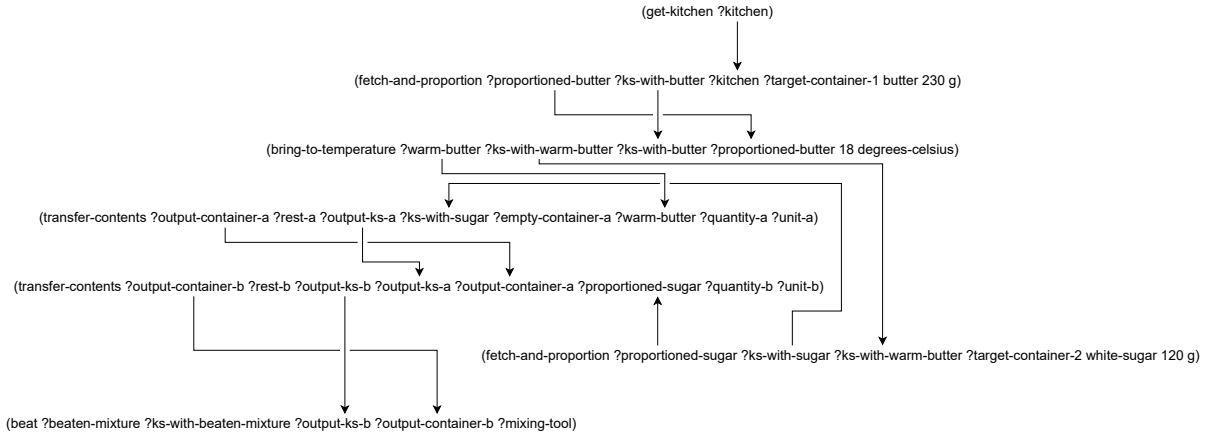 (get-kitchen ?kitchen)
(fetch-and-proportion ?proportioned-butter ?ks-with-butter ?kitchen ?target-container-1 butter 230 g)
(bring-to-temperature ?warm-butter ?ks-with-warm-butter ?ks-with-butter ?proportioned-butter 18 degrees-celsius)
(transfer-contents ?output-container-a ?rest-a ?output-ks-a ?ks-with-sugar ?empty-container-a ?warm-butter ?quantity-a ?unit-a)
(transfer-contents ?output-container-b ?rest-b ?output-ks-b ?output-ks-a ?output-container-a ?proportioned-sugar ?quantity-b ?unit-b)
(fetch-and-proportion ?proportioned-sugar ?ks-with-sugar ?ks-with-warm-butter ?target-container-2 white-sugar 120 g)
(beat ?beaten-mixture ?ks-with-beaten-mixture ?output-ks-b ?output-container-b ?mixing-tool)